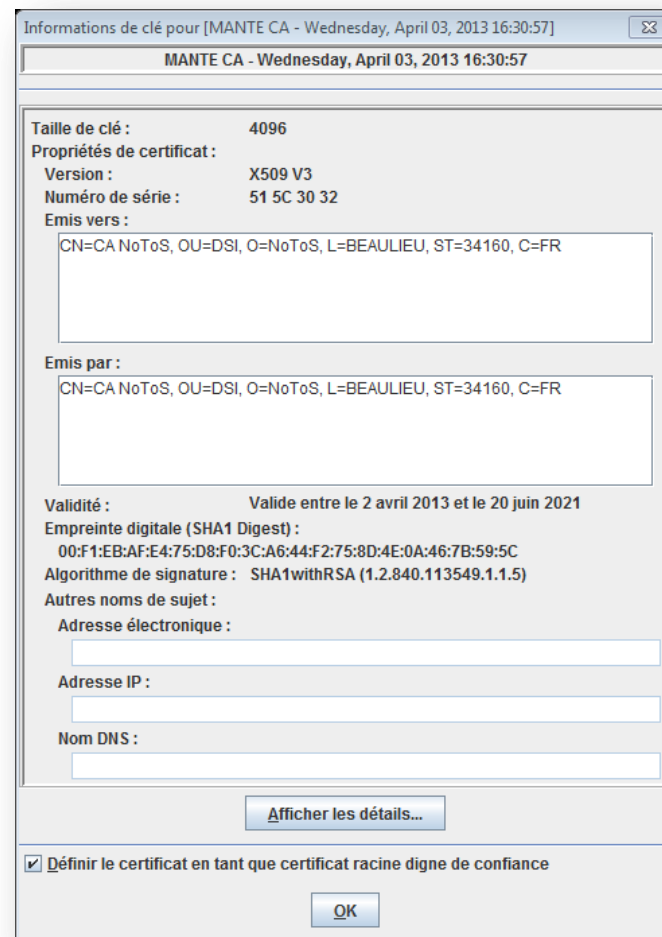 Informations de clé pour [MANTE CA - Wednesday, April 03, 2013 16:30:57]
MANTE CA - Wednesday, April 03, 2013 16:30:57
Taille de clé : 4096
Propriétés de certificat :
Version : X509 V3
Numéro de série : 51 5C 30 32
Emis vers :
CN=CA NoToS, OU=DSI, O=NoToS, L=BEAULIEU, ST=34160, C=FR
Emis par :
CN=CA NoToS, OU=DSI, O=NoToS, L=BEAULIEU, ST=34160, C=FR
Validité : Valide entre le 2 avril 2013 et le 20 juin 2021
Empreinte digitale (SHA1 Digest) :
00:F1:EB:AF:E4:75:D8:F0:3C:A6:44:F2:75:8D:4E:0A:46:7B:59:5C
Algorithme de signature : SHA1withRSA (1.2.840.113549.1.1.5)
Autres noms de sujet :
Adresse électronique :
Adresse IP :
Nom DNS :
Afficher les détails...
Définir le certificat en tant que certificat racine digne de confiance
OK